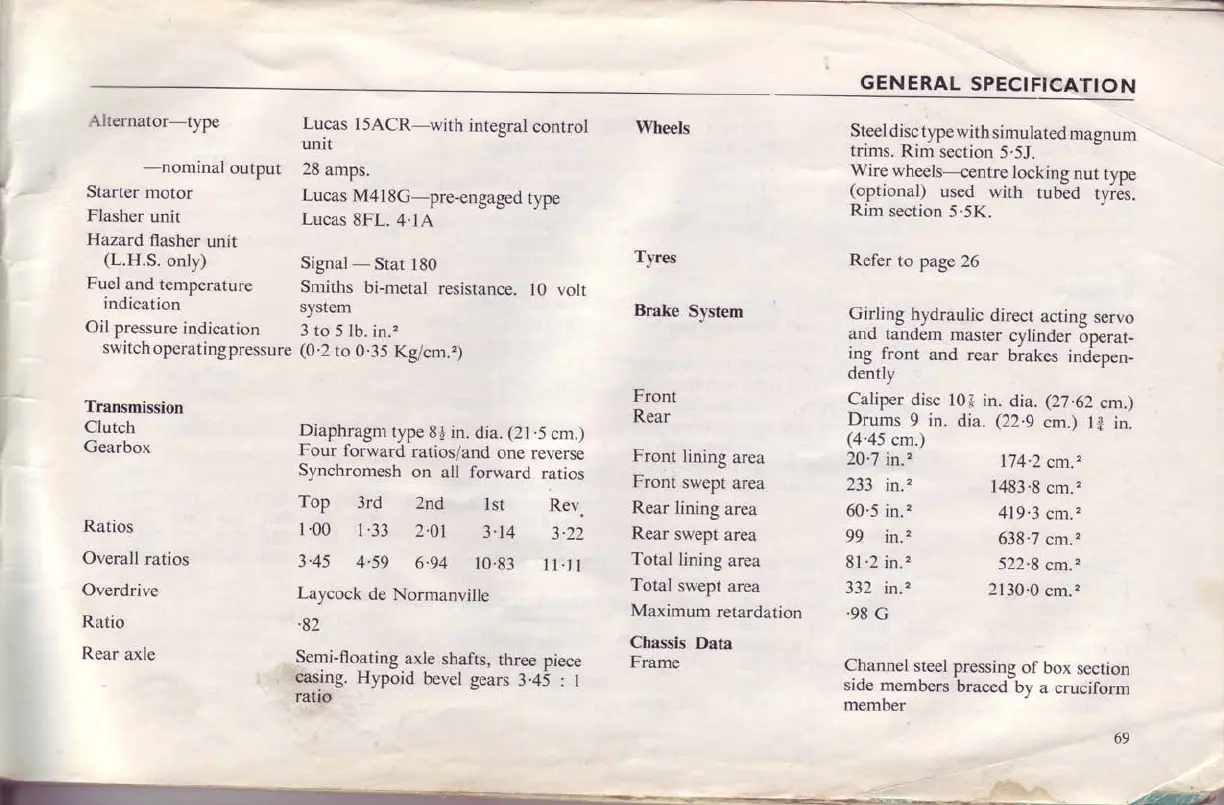 GENERAL SPECIFICATION
Alternator—type Lucas 15ACR—with integral control
unit
—nominal output 28 amps.
Starter motor Lucas M418G—pre-engaged type
Flasher unit Lucas 8FL. 4·1A
Hazard flasher unit
(L.H.S. only) Signal — Stat 180
Fuel and temperature Smiths bi-metal resistance. 10 volt
indication system
Oil pressure indication 3 to 5 lb. in.²
switch operating pressure (0·2 to 0·35 Kg/cm.²)
Transmission
Clutch Diaphragm type 8½ in. dia. (21·5 cm.)
Gearbox Four forward ratios/and one reverse
Synchromesh on all forward ratios
Top 3rd 2nd 1st Rev.
Ratios 1·00 1·33 2·01 3·14 3·22
Overall ratios 3·45 4·59 6·94 10·83 11·11
Overdrive Laycock de Normanville
Ratio ·82
Rear axle Semi-floating axle shafts, three piece
casing. Hypoid bevel gears 3·45 : 1
ratio
Wheels Steel disc type with simulated magnum
trims. Rim section 5·5J.
Wire wheels—centre locking nut type
(optional) used with tubed tyres.
Rim section 5·5K.
Tyres Refer to page 26
Brake System Girling hydraulic direct acting servo
and tandem master cylinder operat-
ing front and rear brakes indepen-
dently
Front Caliper disc 10⅞ in. dia. (27·62 cm.)
Rear Drums 9 in. dia. (22·9 cm.) 1¾ in.
(4·45 cm.)
Front lining area 20·7 in.² 174·2 cm.²
Front swept area 233 in.² 1483·8 cm.²
Rear lining area 60·5 in.² 419·3 cm.²
Rear swept area 99 in.² 638·7 cm.²
Total lining area 81·2 in.² 522·8 cm.²
Total swept area 332 in.² 2130·0 cm.²
Maximum retardation ·98 G
Chassis Data
Frame Channel steel pressing of box section
side members braced by a cruciform
member
69